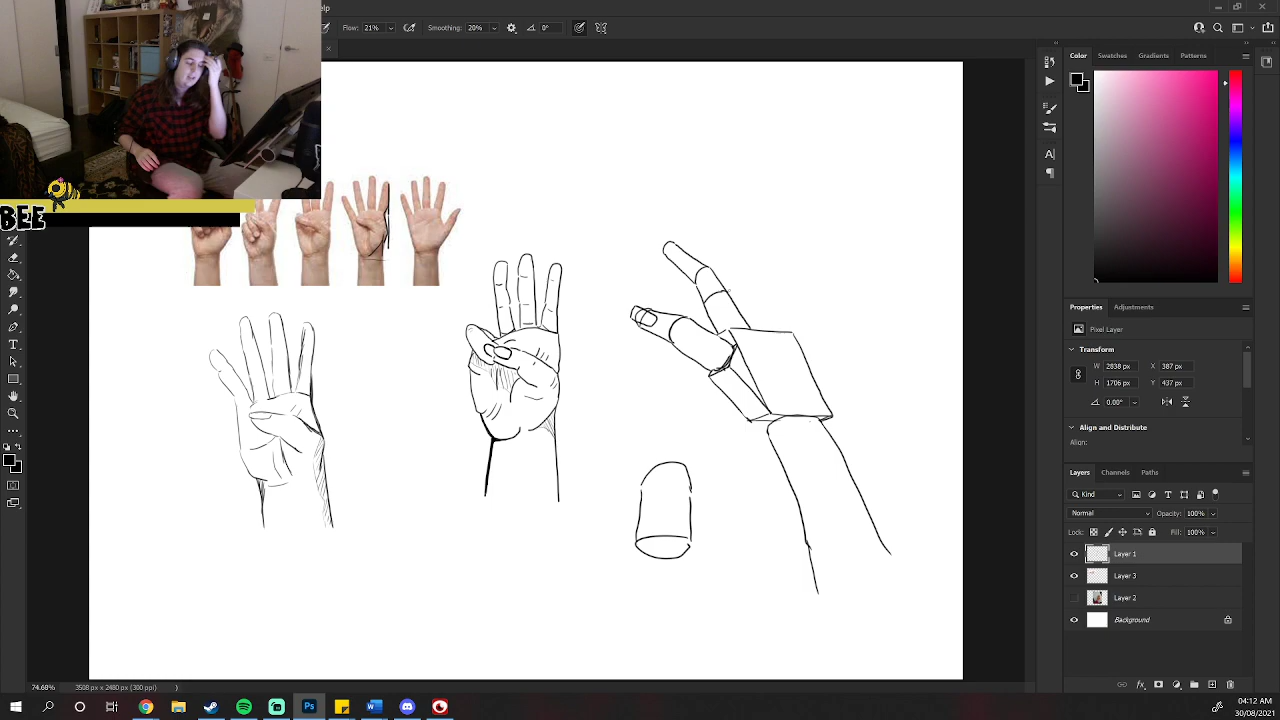 elp
Flow: 21%
Smoothing: 20%
0°
Color
Swatches
Gradients
Patterns
BEE
Properties
Adjustments
Pixel Layer
Transform
W 2838 px
X 387 px
H 1706 px
Y 437 px
0.00°
Align and Distribute
Align:
Layers
Channels
Paths
Kind
Normal
Opacity: 100%
Lock:
Fill: 100%
Layer 1
Layer 3
Layer 2
Background
74.68%
3508 px x 2480 px (300 ppi)
04:12 AM
30/08/2021